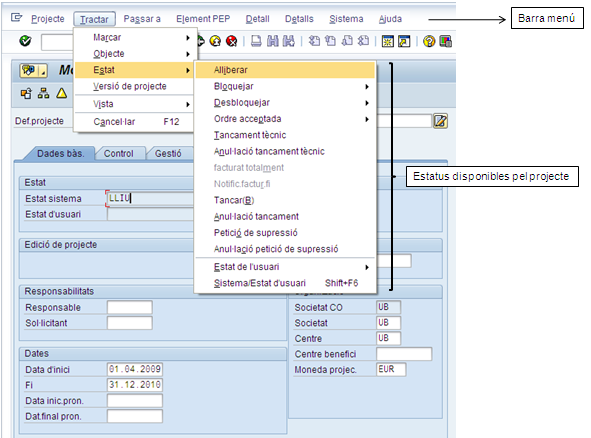 Projecte Tractar Passar a Element PEP Detall Detalls Sistema Ajuda
Barra menú
Marcar
Objecte
Estat
Versió de projecte
Vista
Cancel·lar F12
Alliberar
Bloquejar
Desbloquejar
Ordre acceptada
Tancament tècnic
Anul·lació tancament tècnic
facturat totalment
Notific.factur.fi
Tancar(B)
Anul·lació tancament
Petició de supressió
Anul·lació petició de supressió
Estat de l'usuari
Sistema/Estat d'usuari Shift+F6
Estatus disponibles pel projecte
Def.projecte
Dades bàs. Control Gestió
Estat
Estat sistema LLIU
Estat d'usuari
Edició de projecte
Responsabilitats
Responsable
Sol·licitant
Societat CO UB
Societat UB
Centre UB
Centre benefici
Moneda projec. EUR
Dates
Data d'inici 01.04.2009
Fi 31.12.2010
Data inic.pron.
Dat.final pron.